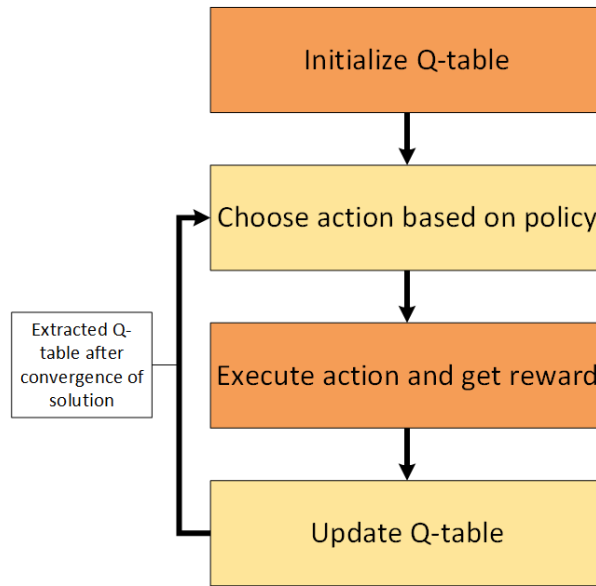 Initialize Q-table
Choose action based on policy
Extracted Q-
table after
convergence of
solution
Execute action and get reward
Update Q-table